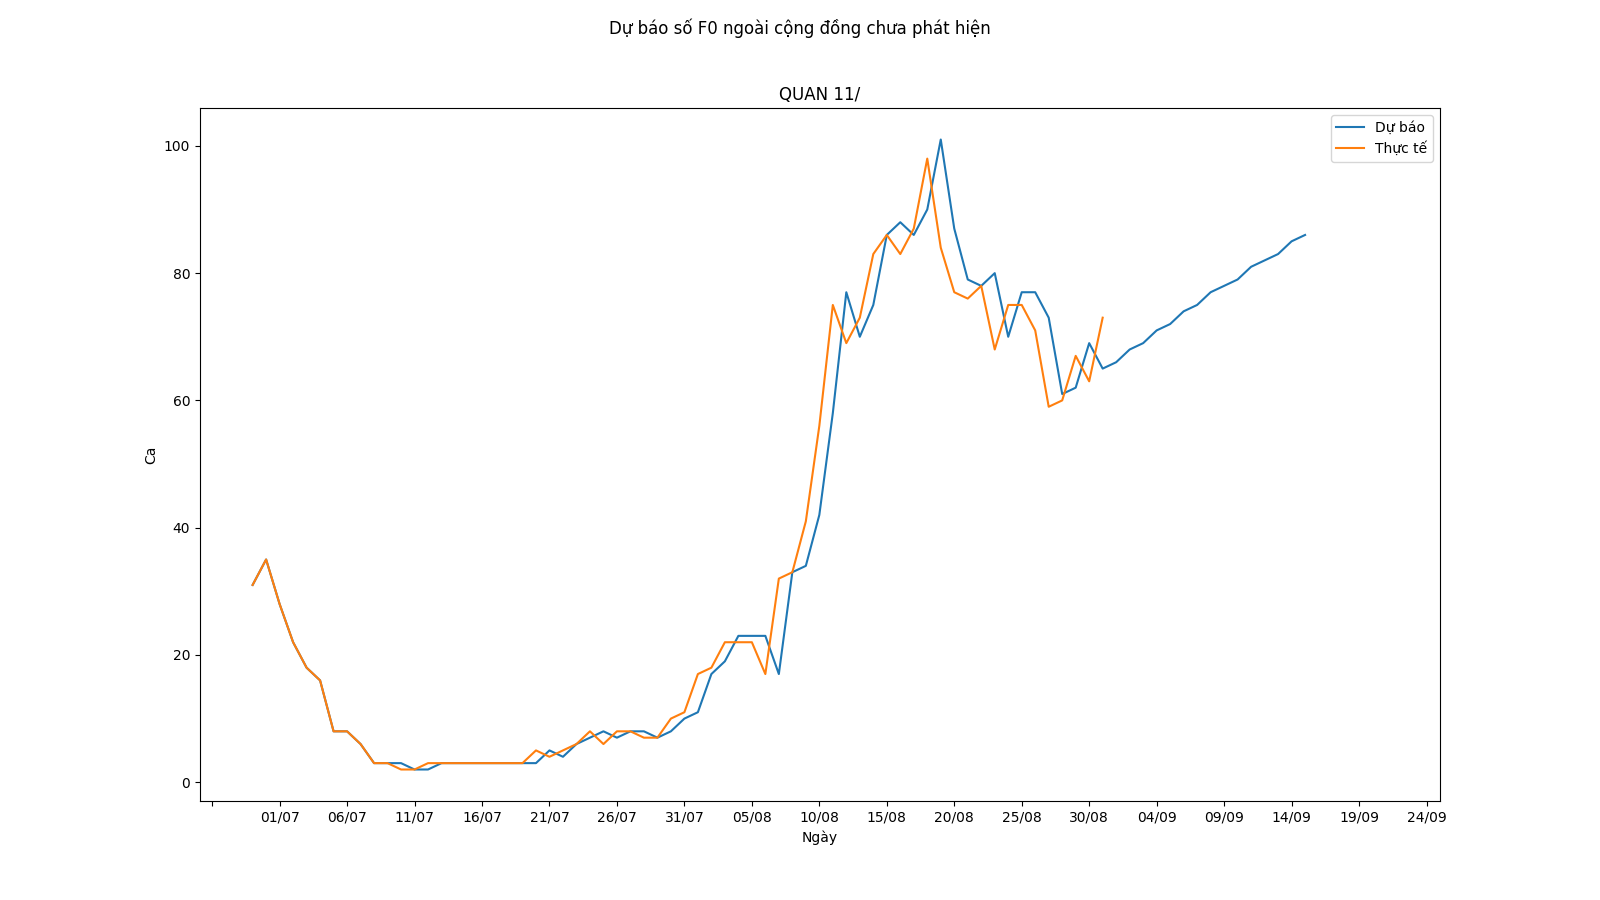 Dự báo số F0 ngoài cộng đồng chưa phát hiện
QUAN 11/
Dự báo
Thực tế
100
80
60
40
20
0
Ca
01/07 06/07 11/07 16/07 21/07 26/07 31/07 05/08 10/08 15/08 20/08 25/08 30/08 04/09 09/09 14/09 19/09 24/09
Ngày